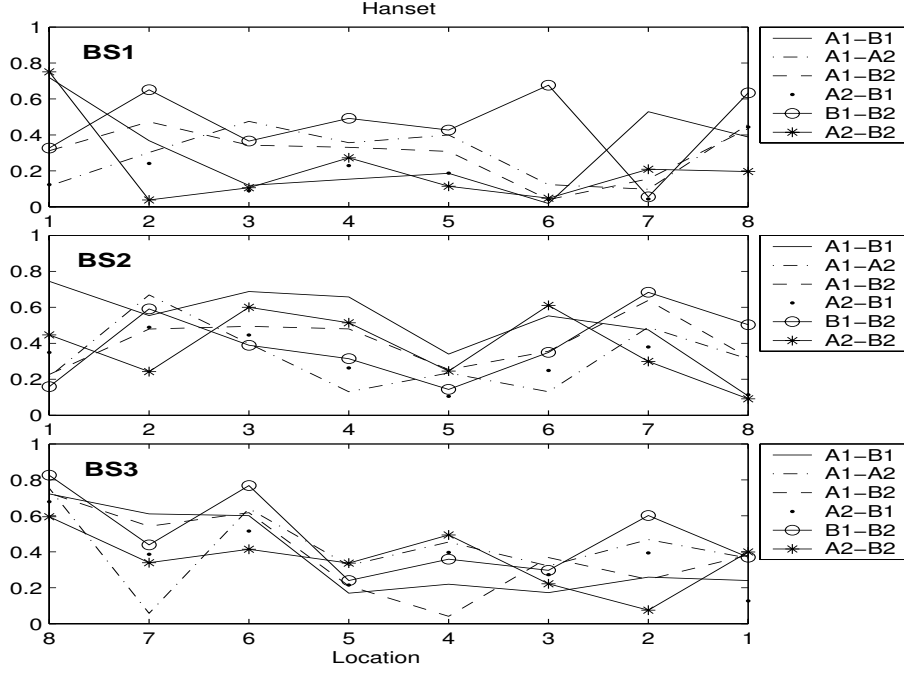 Hanset
BS1
1
0.8
0.6
0.4
0.2
0
1 2 3 4 5 6 7 8
A1−B1
A1−A2
A1−B2
A2−B1
B1−B2
A2−B2
BS2
1
0.8
0.6
0.4
0.2
0
1 2 3 4 5 6 7 8
A1−B1
A1−A2
A1−B2
A2−B1
B1−B2
A2−B2
BS3
1
0.8
0.6
0.4
0.2
0
8 7 6 5 4 3 2 1
A1−B1
A1−A2
A1−B2
A2−B1
B1−B2
A2−B2
Location